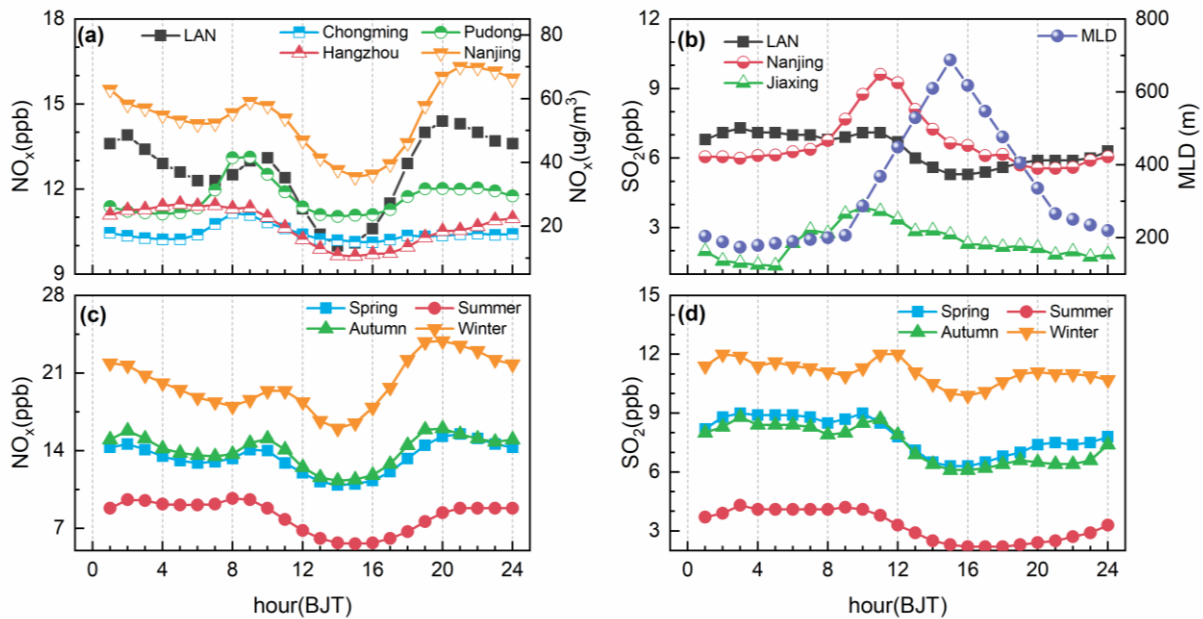 (a)
LAN
Chongming
Pudong
Hangzhou
Nanjing
18
15
12
9
NOx(ppb)
80
60
40
20
NOx(ug/m³)
(b)
LAN
Nanjing
Jiaxing
MLD
12
9
6
3
SO2(ppb)
800
600
400
200
MLD (m)
(c)
Spring
Summer
Autumn
Winter
28
21
14
7
NOx(ppb)
0 4 8 12 16 20 24
hour(BJT)
(d)
Spring
Summer
Autumn
Winter
15
12
9
6
3
SO2(ppb)
0 4 8 12 16 20 24
hour(BJT)